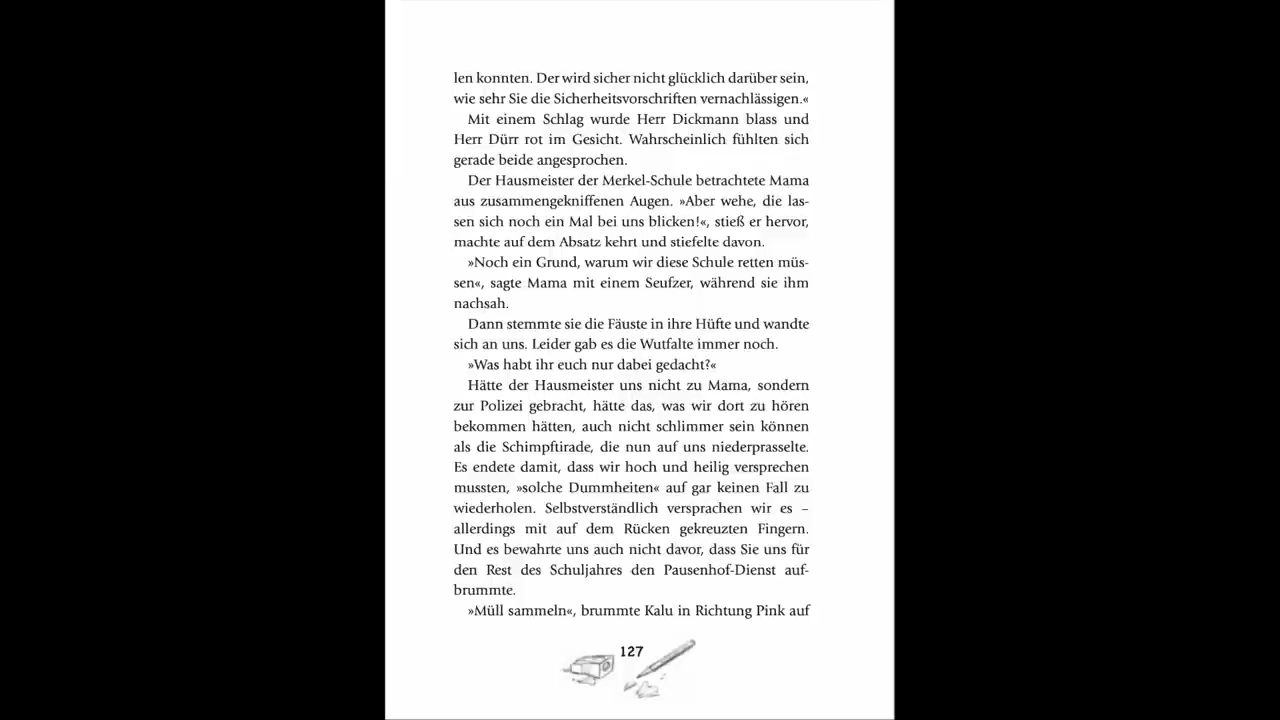 len konnten. Der wird sicher nicht glücklich darüber sein,
wie sehr Sie die Sicherheitsvorschriften vernachlässigen.«
Mit einem Schlag wurde Herr Dickmann blass und
Herr Dürr rot im Gesicht. Wahrscheinlich fühlten sich
gerade beide angesprochen.
Der Hausmeister der Merkel-Schule betrachtete Mama
aus zusammengekniffenen Augen. »Aber wehe, die las-
sen sich noch ein Mal bei uns blicken!«, stieß er hervor,
machte auf dem Absatz kehrt und stiefelte davon.
»Noch ein Grund, warum wir diese Schule retten müs-
sen«, sagte Mama mit einem Seufzer, während sie ihm
nachsah.
Dann stemmte sie die Fäuste in ihre Hüfte und wandte
sich an uns. Leider gab es die Wutfalte immer noch.
»Was habt ihr euch nur dabei gedacht?«
Hätte der Hausmeister uns nicht zu Mama, sondern
zur Polizei gebracht, hätte das, was wir dort zu hören
bekommen hätten, auch nicht schlimmer sein können
als die Schimpftirade, die nun auf uns niederprasselte.
Es endete damit, dass wir hoch und heilig versprechen
mussten, »solche Dummheiten« auf gar keinen Fall zu
wiederholen. Selbstverständlich versprachen wir es –
allerdings mit auf dem Rücken gekreuzten Fingern.
Und es bewahrte uns auch nicht davor, dass Sie uns für
den Rest des Schuljahres den Pausenhof-Dienst auf-
brummte.
»Müll sammeln«, brummte Kalu in Richtung Pink auf
127